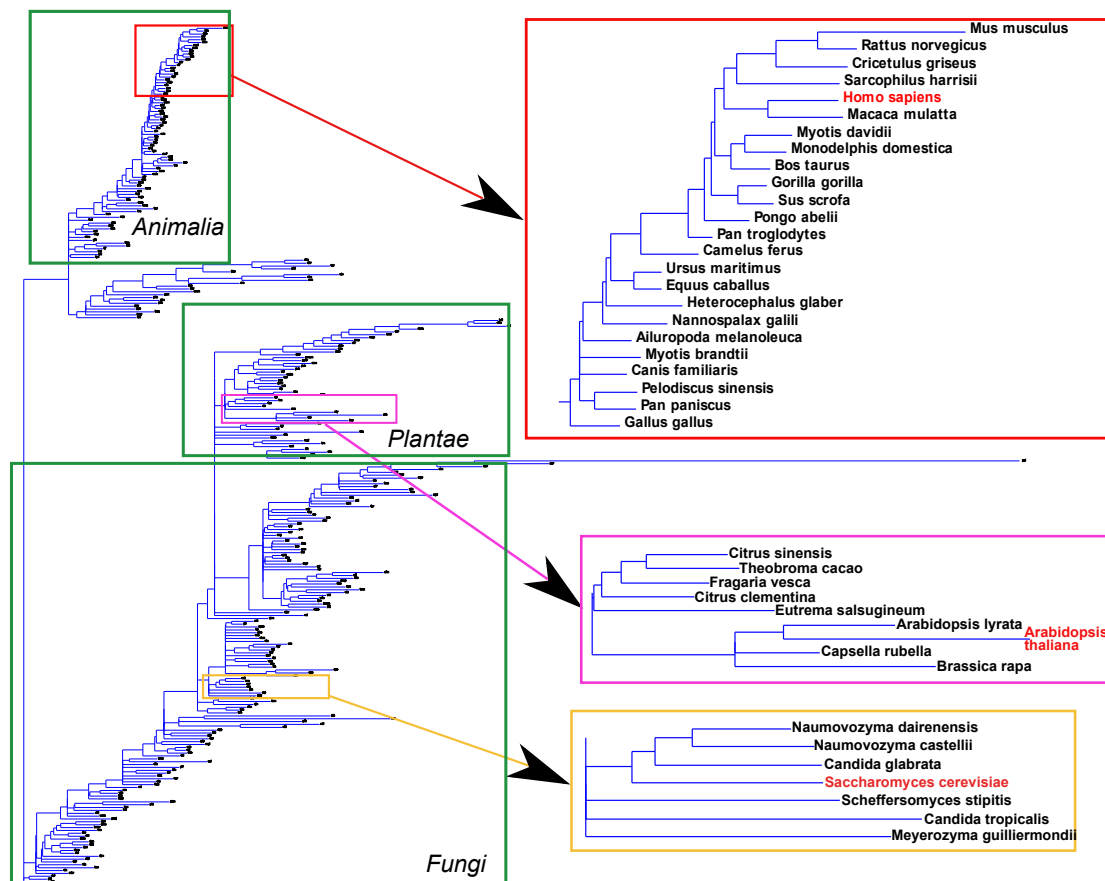 Mus musculus
Rattus norvegicus
Cricetulus griseus
Sarcophilus harrisii
Homo sapiens
Macaca mulatta
Myotis davidii
Monodelphis domestica
Bos taurus
Gorilla gorilla
Sus scrofa
Pongo abelii
Pan troglodytes
Camelus ferus
Ursus maritimus
Equus caballus
Heterocephalus glaber
Nannospalax galili
Ailuropoda melanoleuca
Myotis brandtii
Canis familiaris
Pelodiscus sinensis
Pan paniscus
Gallus gallus
Animalia
Plantae
Citrus sinensis
Theobroma cacao
Fragaria vesca
Citrus clementina
Eutrema salsugineum
Arabidopsis lyrata
Arabidopsis
thaliana
Capsella rubella
Brassica rapa
Naumovozyma dairenensis
Naumovozyma castellii
Candida glabrata
Saccharomyces cerevisiae
Scheffersomyces stipitis
Candida tropicalis
Meyerozyma guilliermondii
Fungi